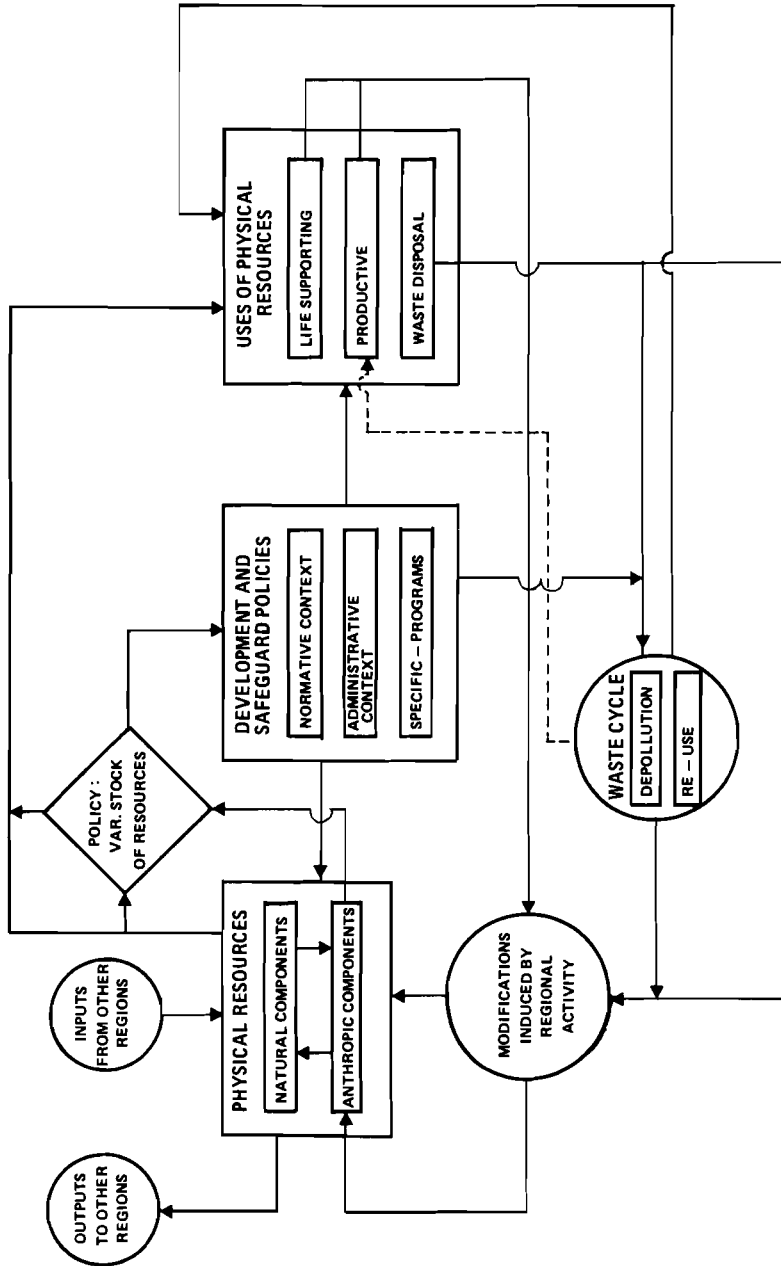 OUTPUTS
TO OTHER
REGIONS
INPUTS
FROM OTHER
REGIONS
POLICY :
VAR. STOCK
OF RESOURCES
PHYSICAL RESOURCES
NATURAL COMPONENTS
ANTHROPIC COMPONENTS
DEVELOPMENT AND
SAFEGUARD POLICIES
NORMATIVE CONTEXT
ADMINISTRATIVE
CONTEXT
SPECIFIC – PROGRAMS
USES OF PHYSICAL
RESOURCES
LIFE SUPPORTING
PRODUCTIVE
WASTE DISPOSAL
MODIFICATIONS
INDUCED BY
REGIONAL
ACTIVITY
WASTE CYCLE
DEPOLLUTION
RE – USE